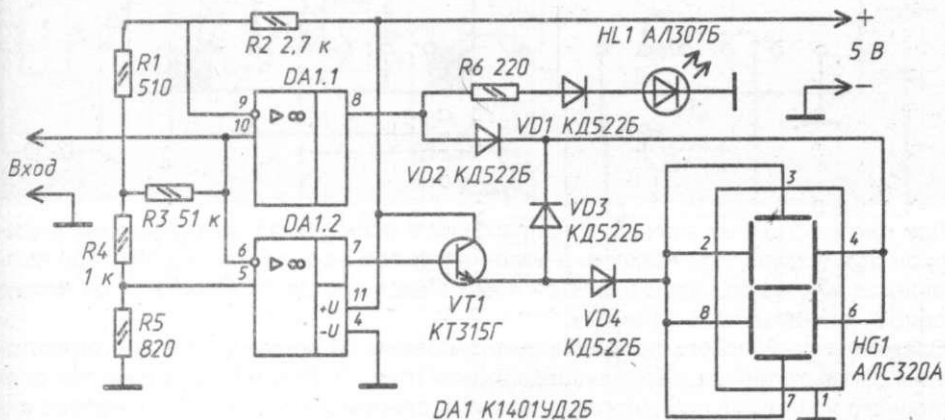 R2 2,7 к
HL1 АЛ307Б
+
5 В
−
R1
510
DA1.1
R6 220
9
8
10
▷ ∞
VD1 КД522Б
VD2 КД522Б
Вход
R3 51 к
DA1.2
3
VD3
КД522Б
R4
1 к
6
7
5
▷ ∞
2
4
11
+U
-U
4
VT1
КТ315Г
VD4
КД522Б
8
6
R5
820
HG1
АЛС320А
7
1
DA1 К1401УД2Б